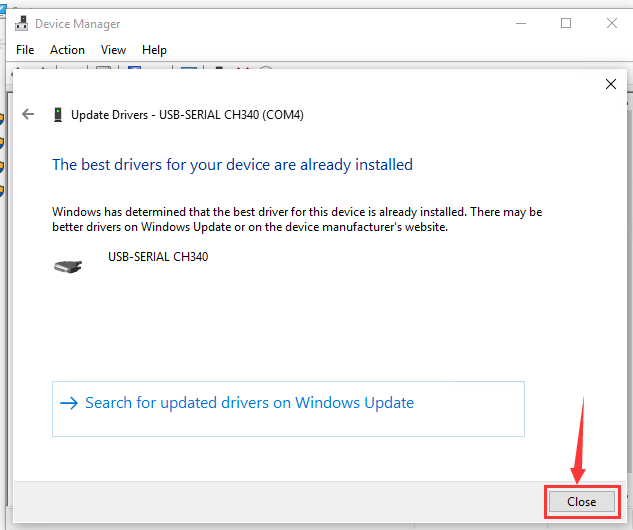 Device Manager
File Action View Help
Update Drivers - USB-SERIAL CH340 (COM4)
The best drivers for your device are already installed
Windows has determined that the best driver for this device is already installed. There may be
better drivers on Windows Update or on the device manufacturer's website.
USB-SERIAL CH340
Search for updated drivers on Windows Update
Close